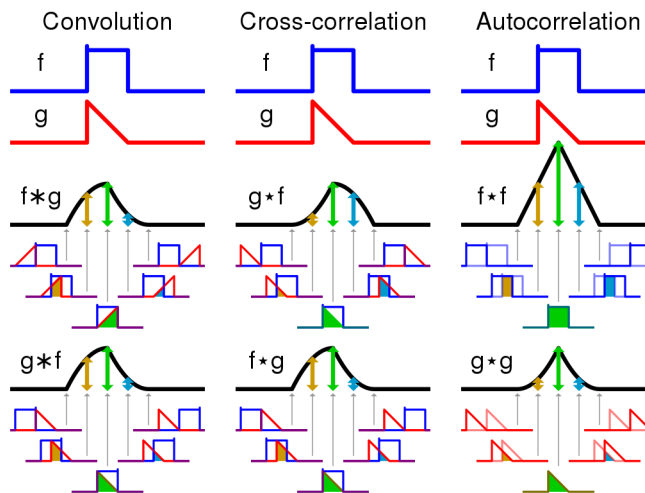 Convolution Cross-correlation Autocorrelation
f f f
g g g
f∗g g⋆f f⋆f
g∗f f⋆g g⋆g